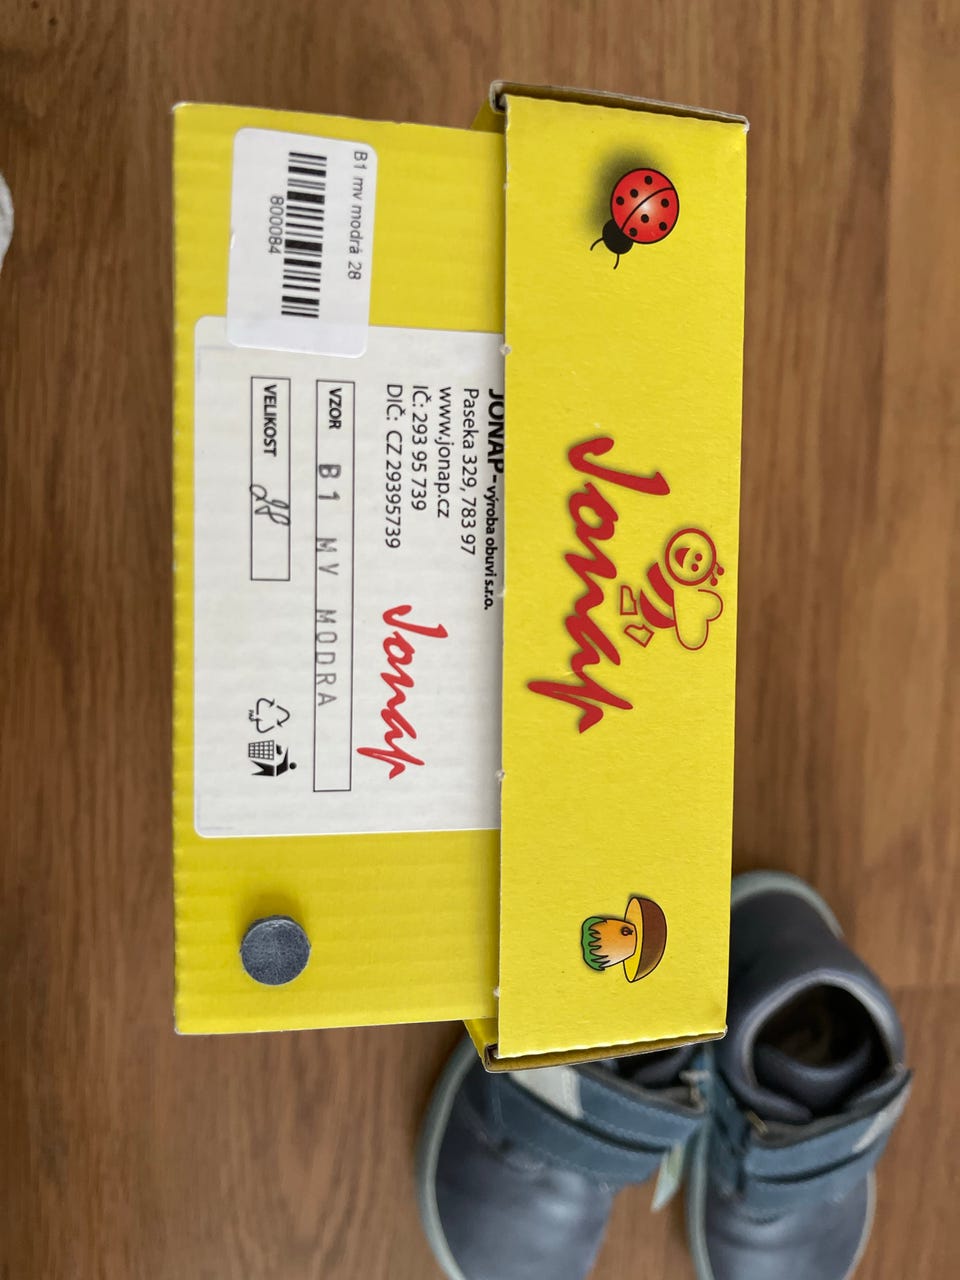 Jonap
JONAP - výroba obuvi s.r.o.
Paseka 329, 783 97
www.jonap.cz
IČ: 293 95 739
DIČ: CZ 29395739
Jonap
VZOR B1 MV MODRA
VELIKOST 28
B1 mv modrá 28
800084